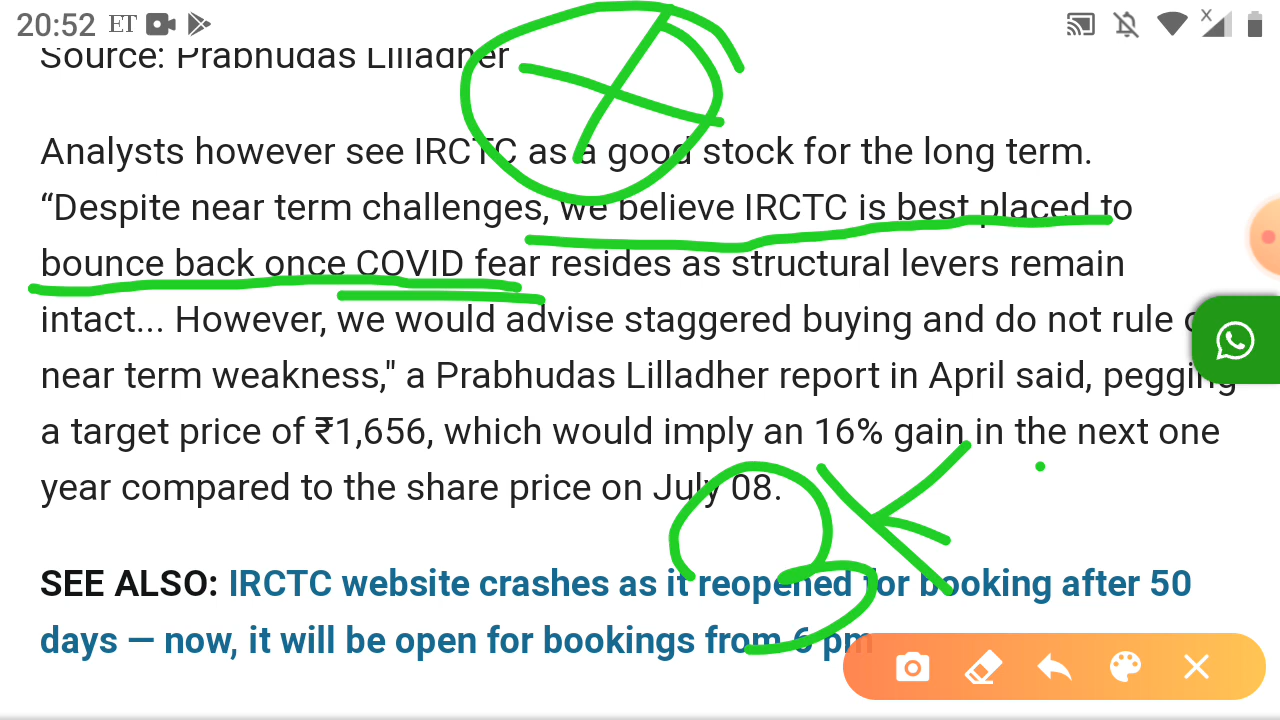 20:52 ET X
Source: Prabhudas Lilladher
Analysts however see IRCTC as a good stock for the long term.
“Despite near term challenges, we believe IRCTC is best placed to
bounce back once COVID fear resides as structural levers remain
intact... However, we would advise staggered buying and do not rule
near term weakness," a Prabhudas Lilladher report in April said, pegging
a target price of ₹1,656, which would imply an 16% gain in the next one
year compared to the share price on July 08.
SEE ALSO: IRCTC website crashes as it reopened for booking after 50
days — now, it will be open for bookings from 6 pm